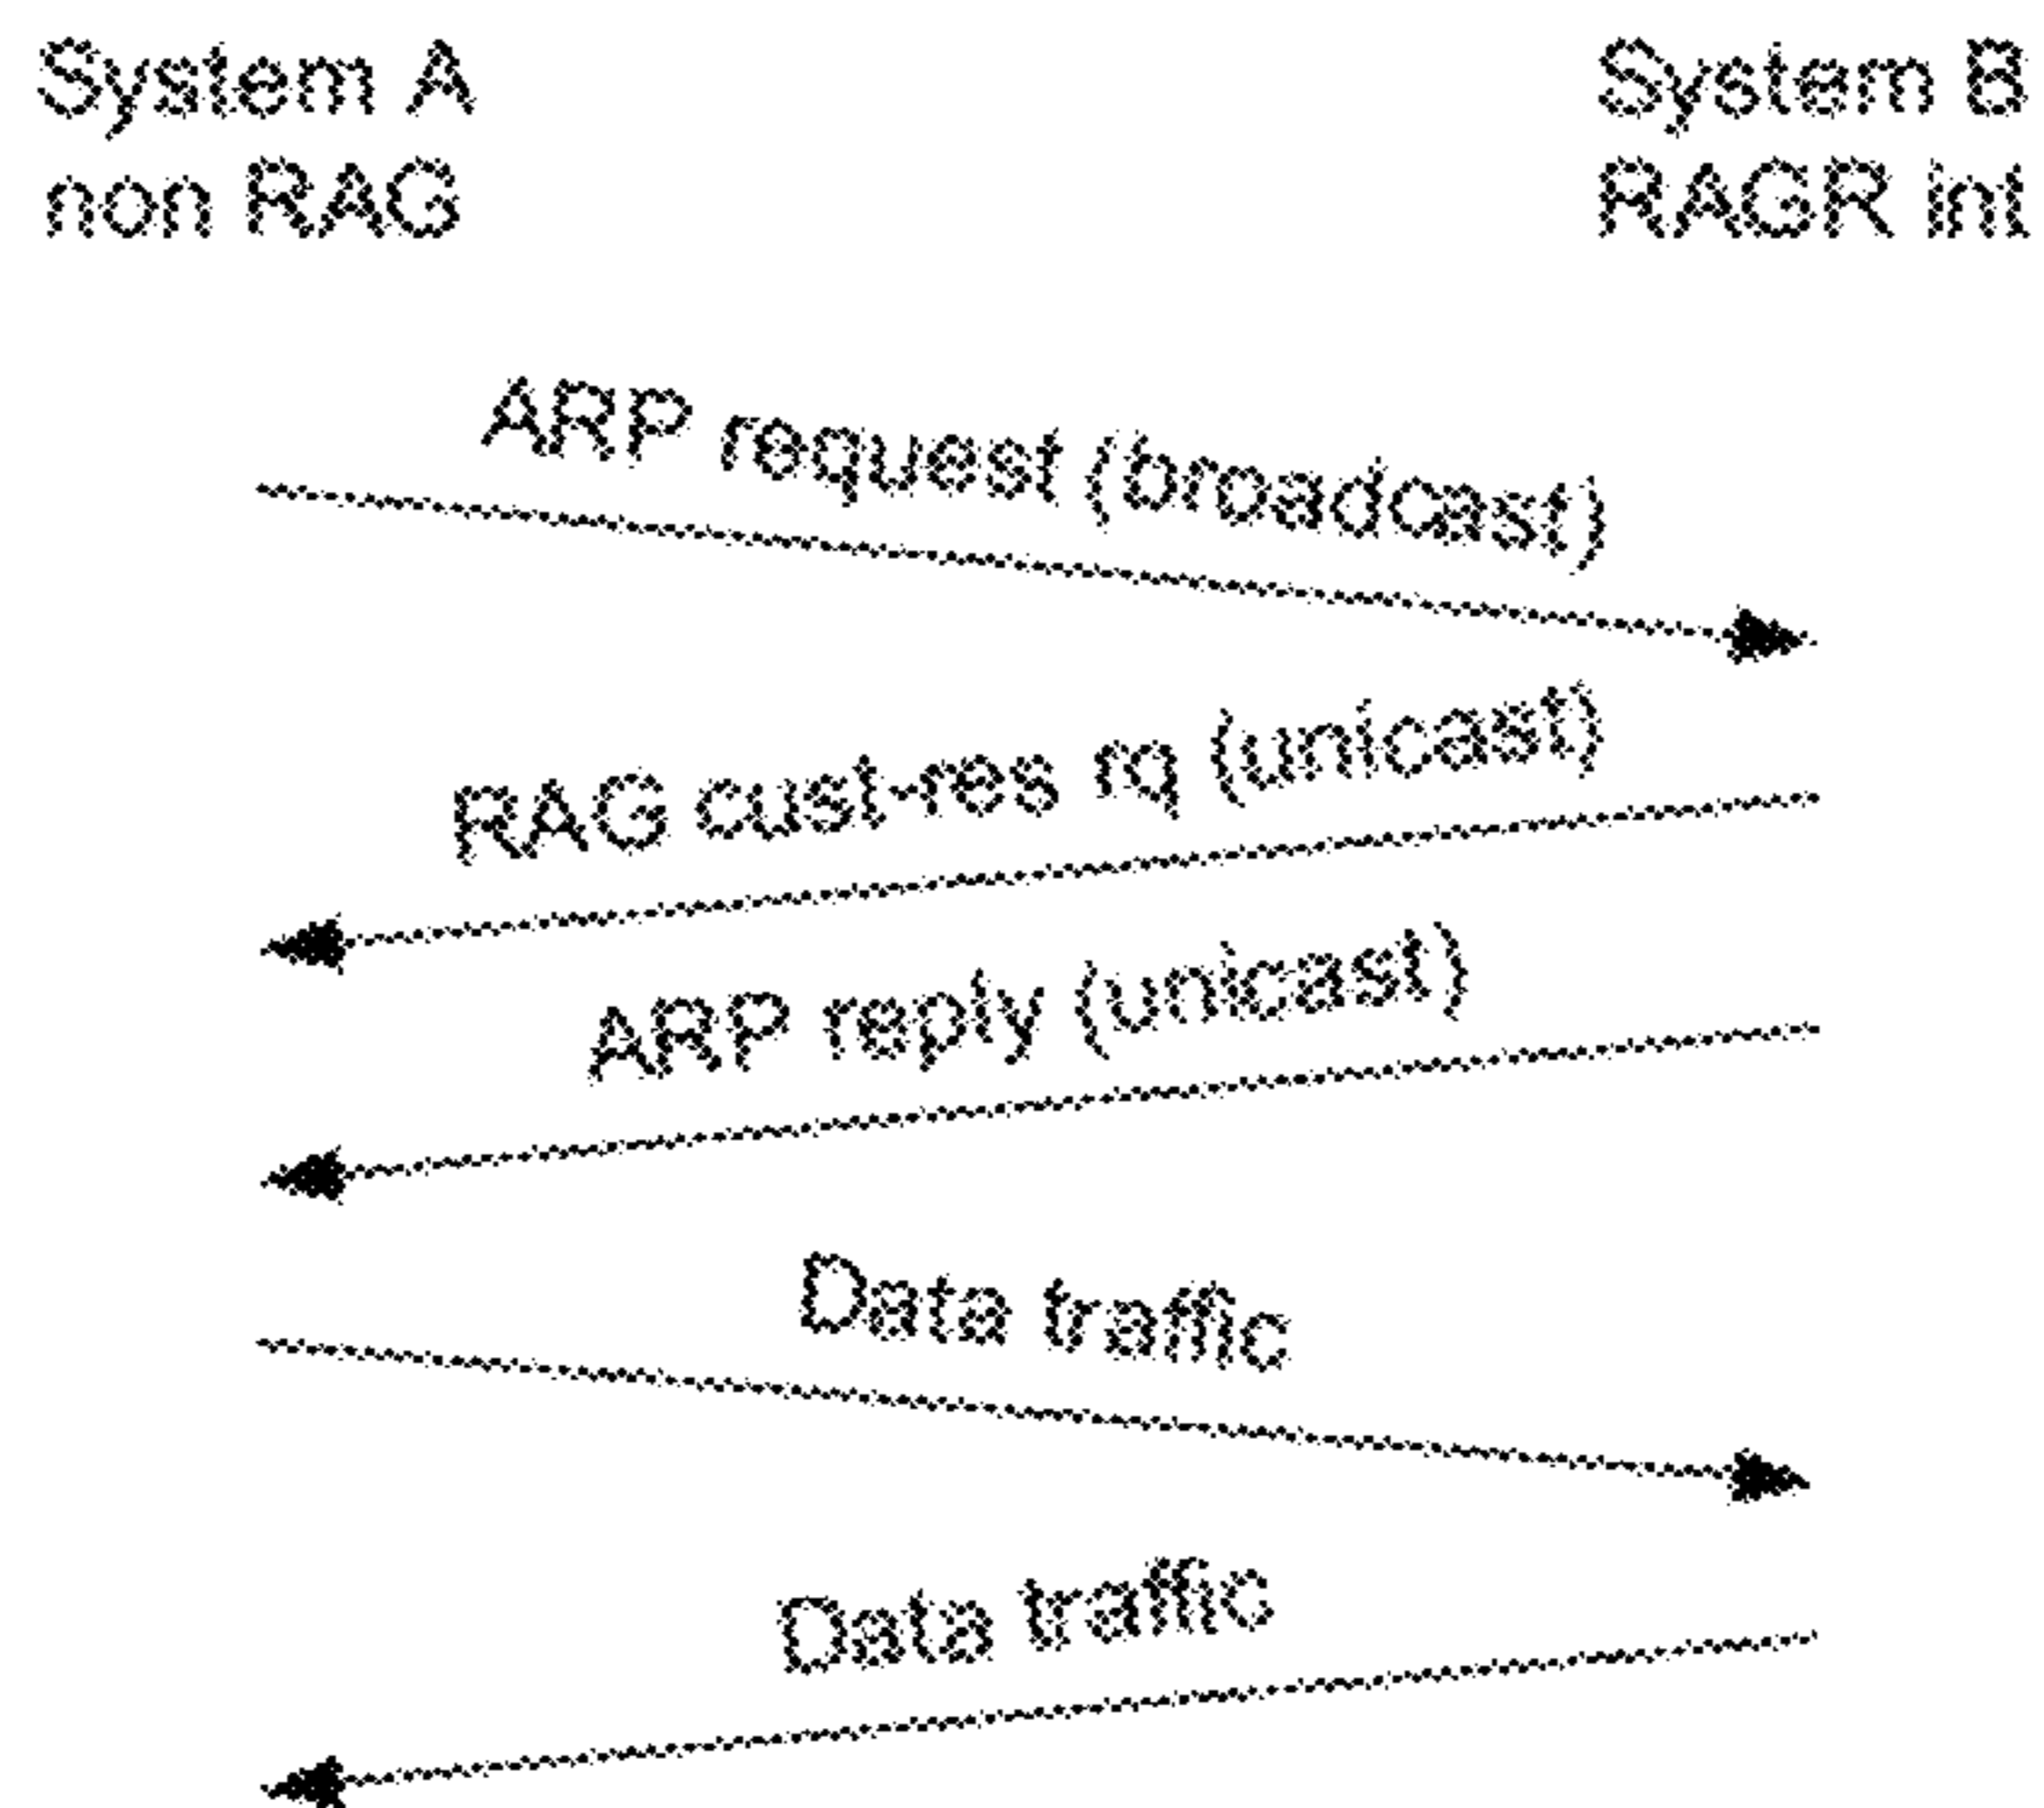 System A
non RAG
System B
RAGR int
ARP request (broadcast)
RAG cust-res rq (unicast)
ARP reply (unicast)
Data traffic
Data traffic